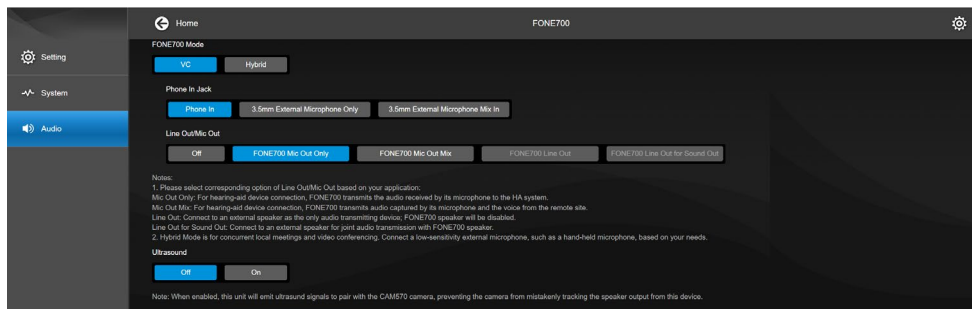 Home
FONE700
Setting
System
Audio
FONE700 Mode
VC Hybrid
Phone In Jack
Phone In 3.5mm External Microphone Only 3.5mm External Microphone Mix In
Line Out/Mic Out
Off FONE700 Mic Out Only FONE700 Mic Out Mix FONE700 Line Out FONE700 Line Out for Sound Out
Notes:
1. Please select corresponding option of Line Out/Mic Out based on your application:
Mic Out Only: For hearing-aid device connection, FONE700 transmits the audio received by its microphone to the HA system.
Mic Out Mix: For hearing-aid device connection, FONE700 transmits audio captured by its microphone and the voice from the remote site.
Line Out: Connect to an external speaker as the only audio transmitting device; FONE700 speaker will be disabled.
Line Out for Sound Out: Connect to an external speaker for joint audio transmission with FONE700 speaker.
2. Hybrid Mode is for concurrent local meetings and video conferencing. Connect a low-sensitivity external microphone, such as a hand-held microphone, based on your needs.
Ultrasound
Off On
Note: When enabled, this unit will emit ultrasound signals to pair with the CAM570 camera, preventing the camera from mistakenly tracking the speaker output from this device.